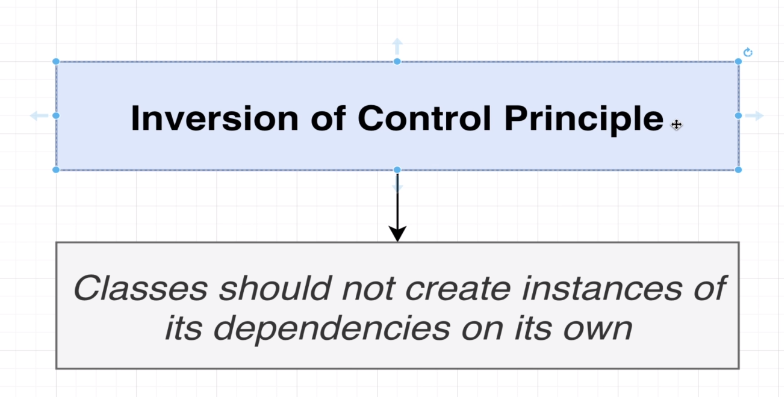 Inversion of Control Principle
Classes should not create instances of
its dependencies on its own